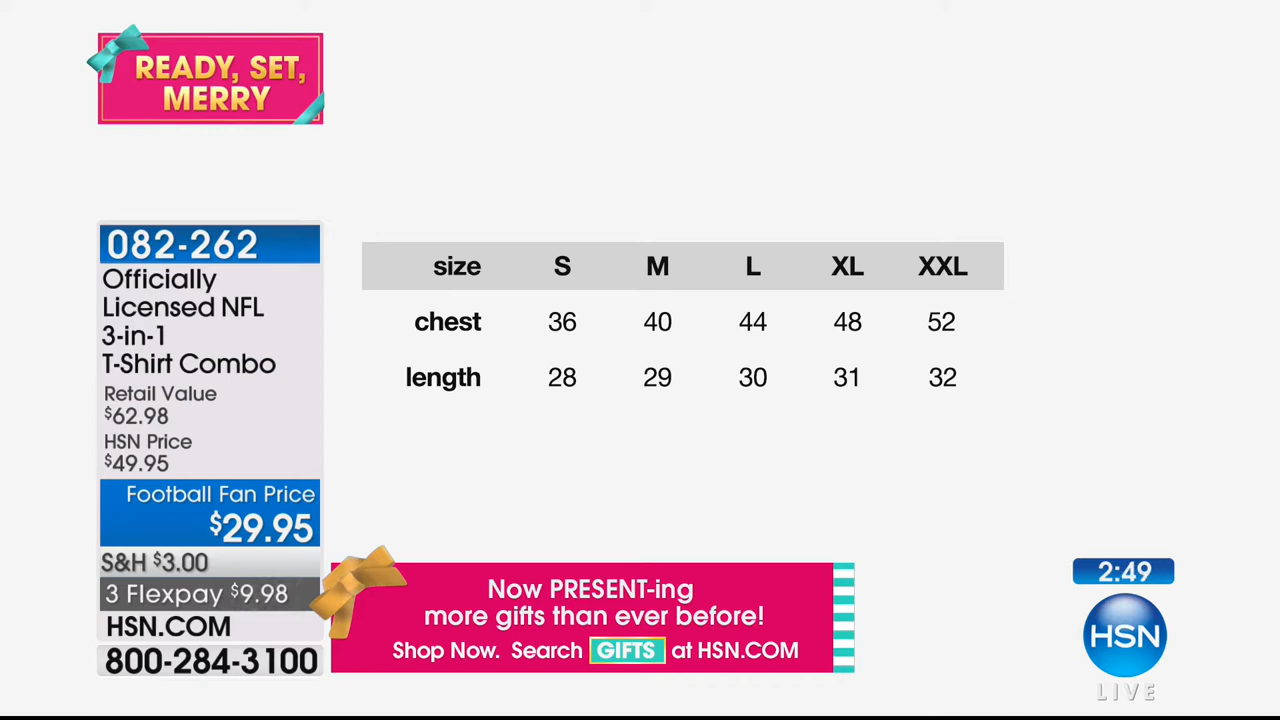 READY, SET,
MERRY
082-262
Officially
Licensed NFL
3-in-1
T-Shirt Combo
Retail Value
$62.98
HSN Price
$49.95
Football Fan Price
$29.95
S&H $3.00
3 Flexpay $9.98
HSN.COM
800-284-3100
size S M L XL XXL
chest 36 40 44 48 52
length 28 29 30 31 32
Now PRESENT-ing
more gifts than ever before!
Shop Now. Search GIFTS at HSN.COM
2:49
HSN
LIVE